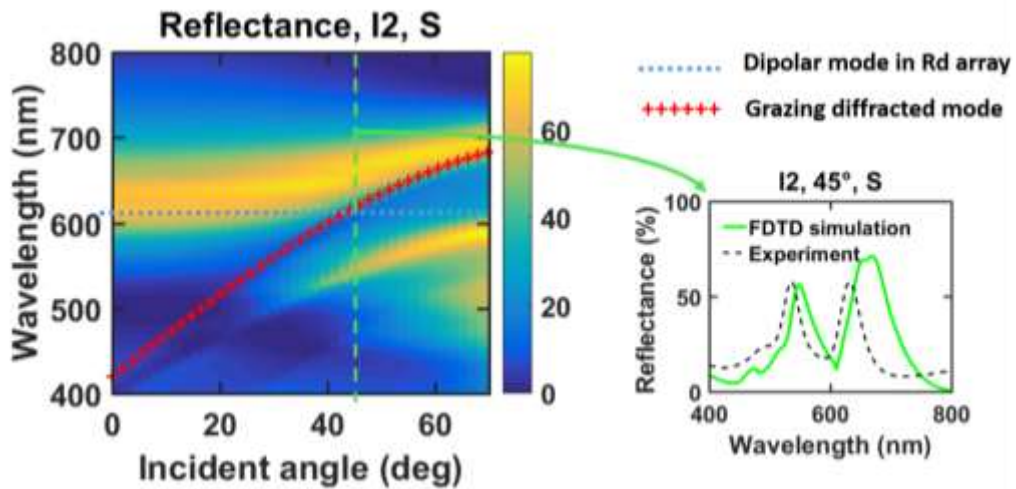 Reflectance, I2, S
800
700
600
500
400
Wavelength (nm)
0
20
40
60
Incident angle (deg)
60
40
20
0
Dipolar mode in Rd array
Grazing diffracted mode
I2, 45°, S
100
50
0
Reflectance (%)
FDTD simulation
Experiment
400
600
800
Wavelength (nm)